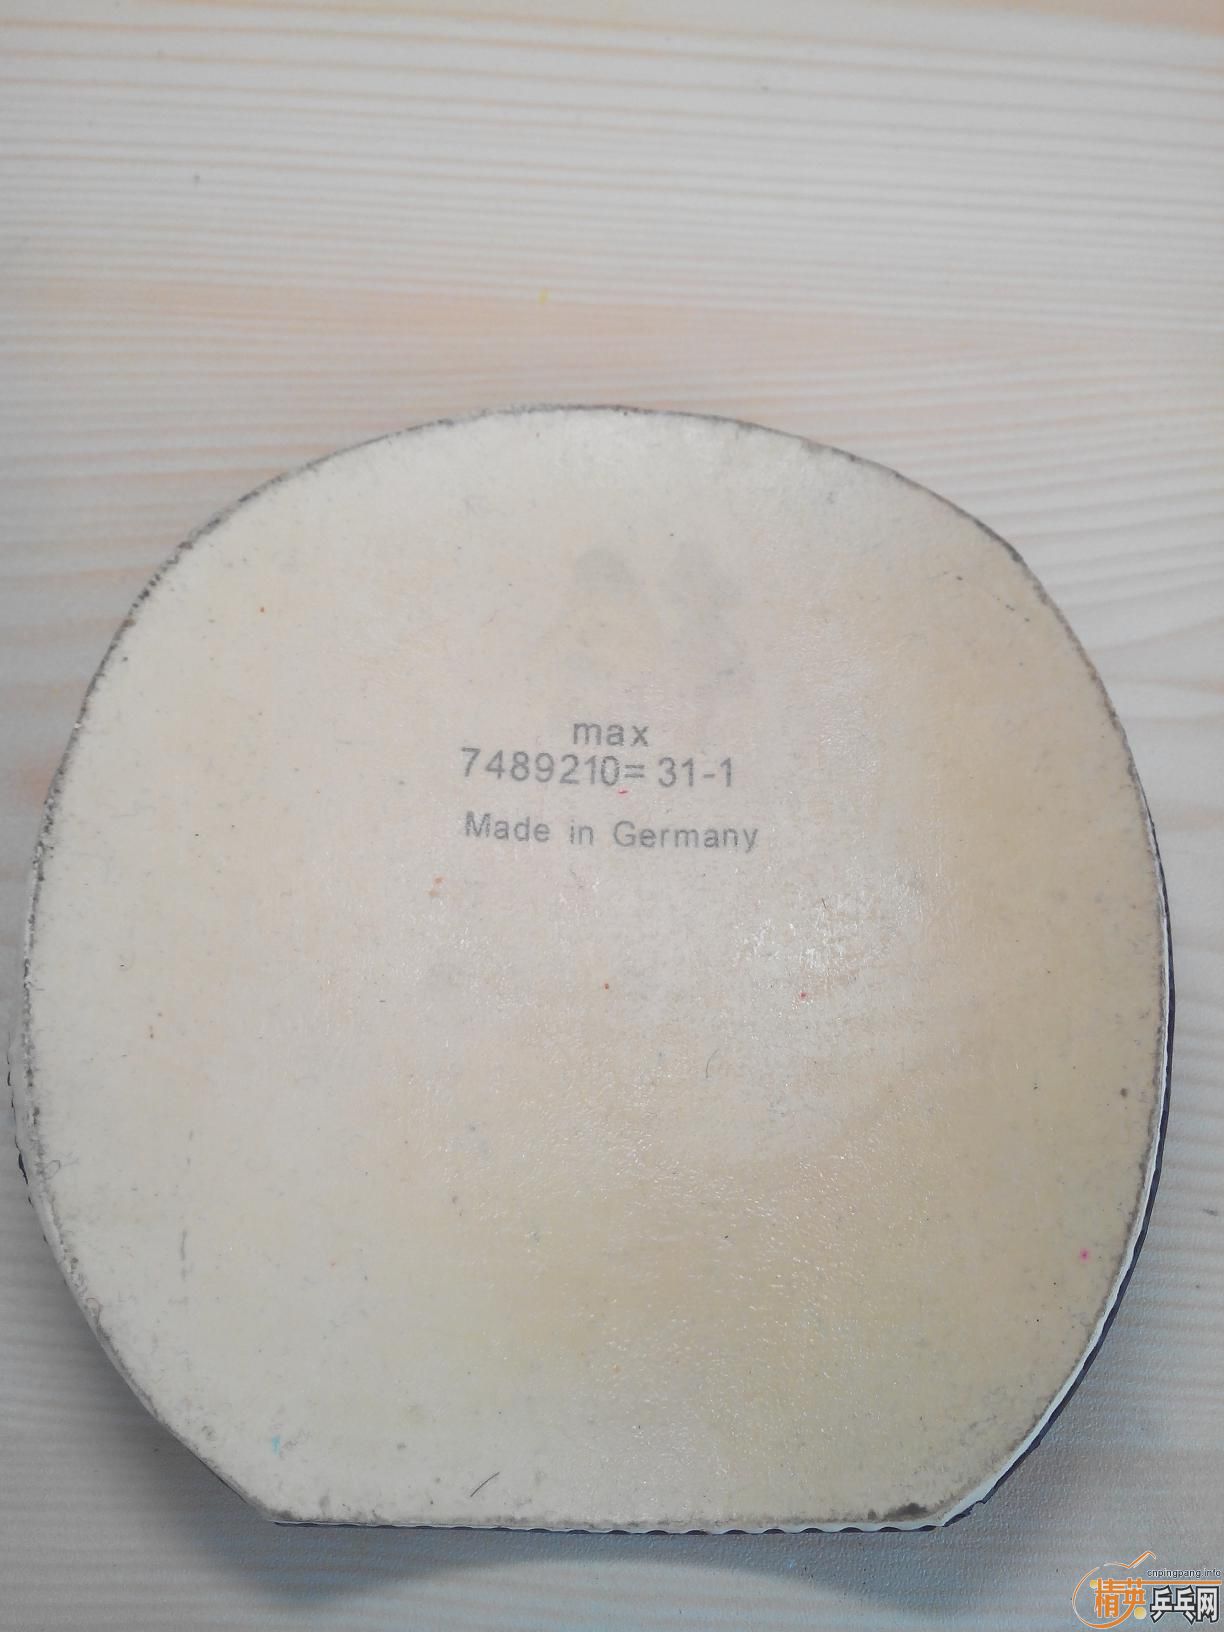 max
7489210= 31-1
Made in Germany
cnpingpang.info
精英乒乓网